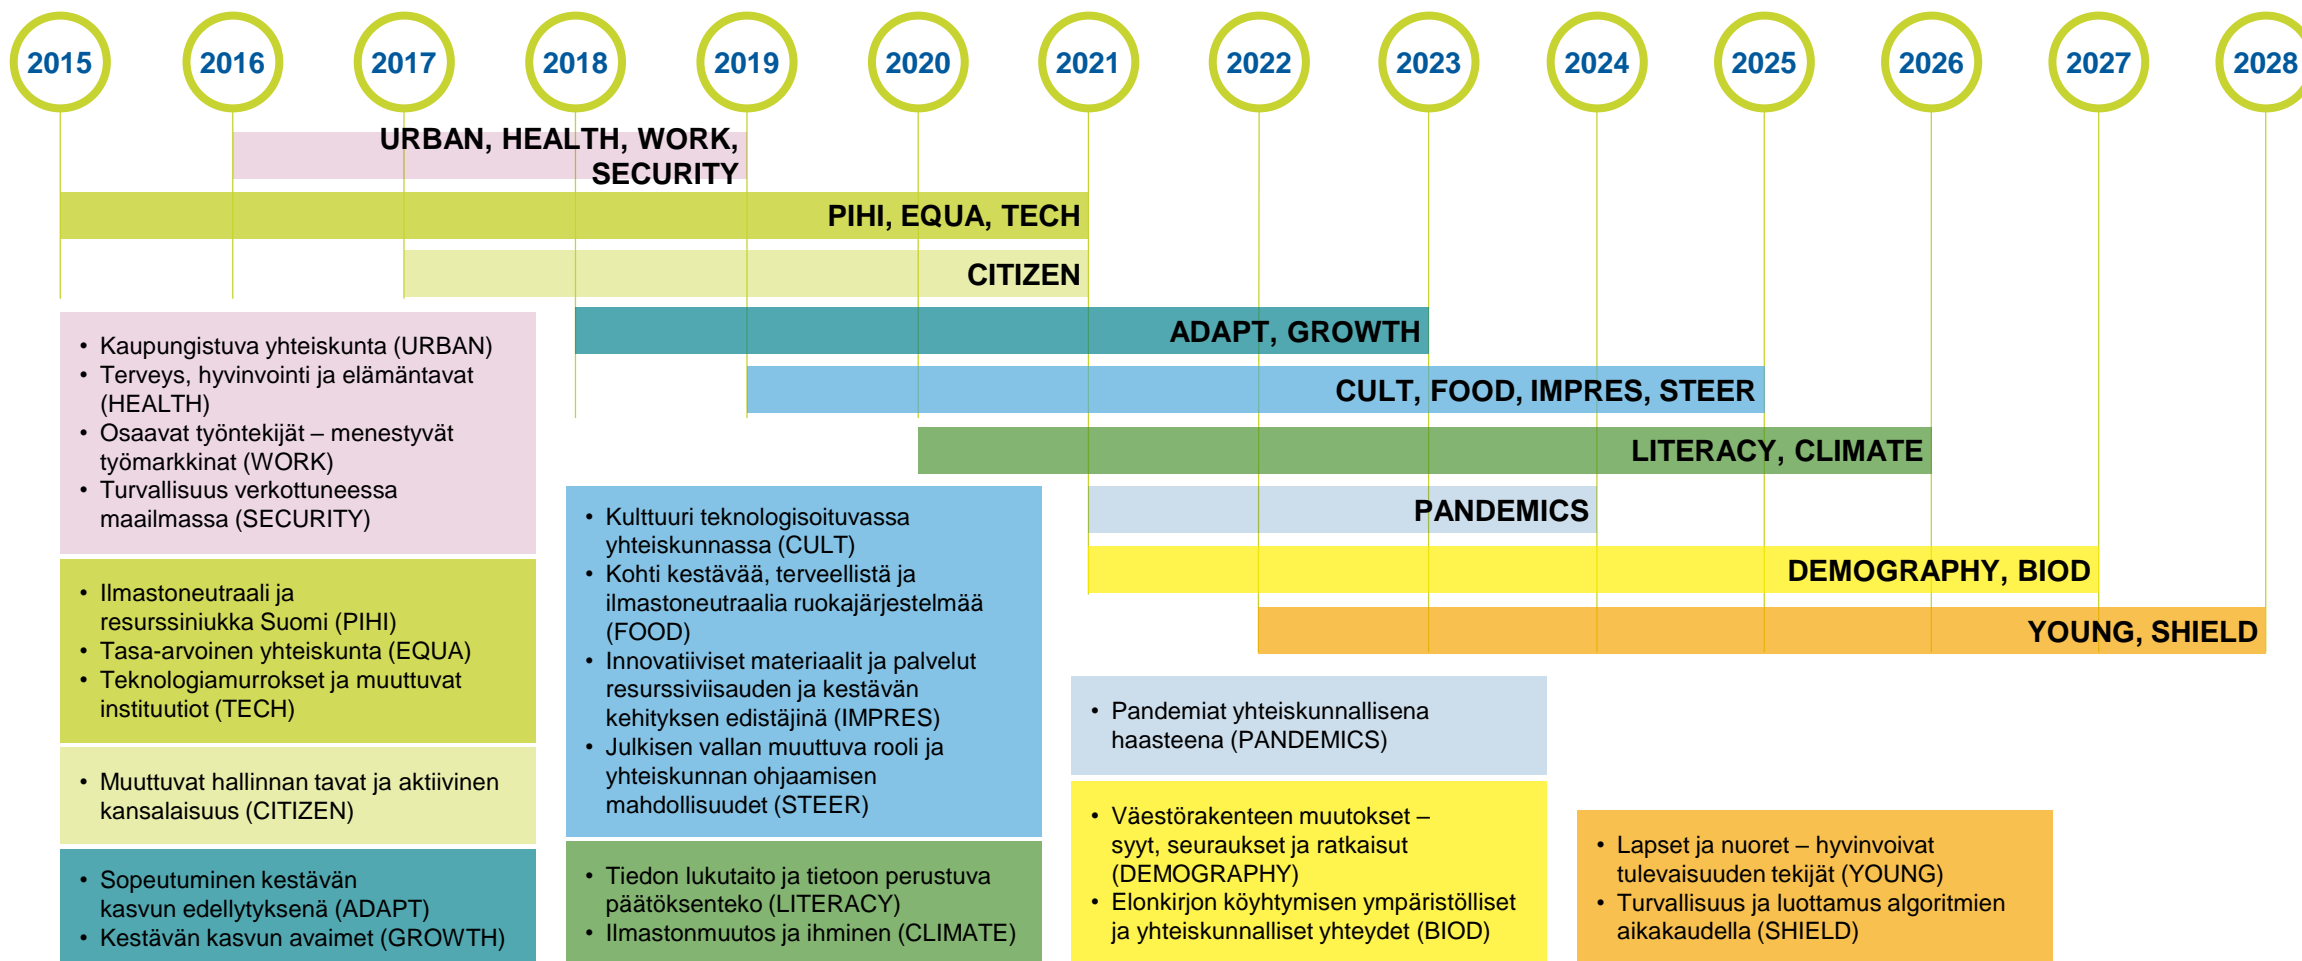 2015 2016 2017 2018 2019 2020 2021 2022 2023 2024 2025 2026 2027 2028
URBAN, HEALTH, WORK,
SECURITY
PIHI, EQUA, TECH
CITIZEN
ADAPT, GROWTH
CULT, FOOD, IMPRES, STEER
LITERACY, CLIMATE
PANDEMICS
DEMOGRAPHY, BIOD
YOUNG, SHIELD
• Kaupungistuva yhteiskunta (URBAN)
• Terveys, hyvinvointi ja elämäntavat
(HEALTH)
• Osaavat työntekijät – menestyvät
työmarkkinat (WORK)
• Turvallisuus verkottuneessa
maailmassa (SECURITY)
• Ilmastoneutraali ja
resurssiniukka Suomi (PIHI)
• Tasa-arvoinen yhteiskunta (EQUA)
• Teknologiamurrokset ja muuttuvat
instituutiot (TECH)
• Muuttuvat hallinnan tavat ja aktiivinen
kansalaisuus (CITIZEN)
• Sopeutuminen kestävän
kasvun edellytyksenä (ADAPT)
• Kestävän kasvun avaimet (GROWTH)
• Kulttuuri teknologisoituvassa
yhteiskunnassa (CULT)
• Kohti kestävää, terveellistä ja
ilmastoneutraalia ruokajärjestelmää
(FOOD)
• Innovatiiviset materiaalit ja palvelut
resurssiviisauden ja kestävän
kehityksen edistäjinä (IMPRES)
• Julkisen vallan muuttuva rooli ja
yhteiskunnan ohjaamisen
mahdollisuudet (STEER)
• Tiedon lukutaito ja tietoon perustuva
päätöksenteko (LITERACY)
• Ilmastonmuutos ja ihminen (CLIMATE)
• Pandemiat yhteiskunnallisena
haasteena (PANDEMICS)
• Väestörakenteen muutokset –
syyt, seuraukset ja ratkaisut
(DEMOGRAPHY)
• Elonkirjon köyhtymisen ympäristölliset
ja yhteiskunnalliset yhteydet (BIOD)
• Lapset ja nuoret – hyvinvoivat
tulevaisuuden tekijät (YOUNG)
• Turvallisuus ja luottamus algoritmien
aikakaudella (SHIELD)